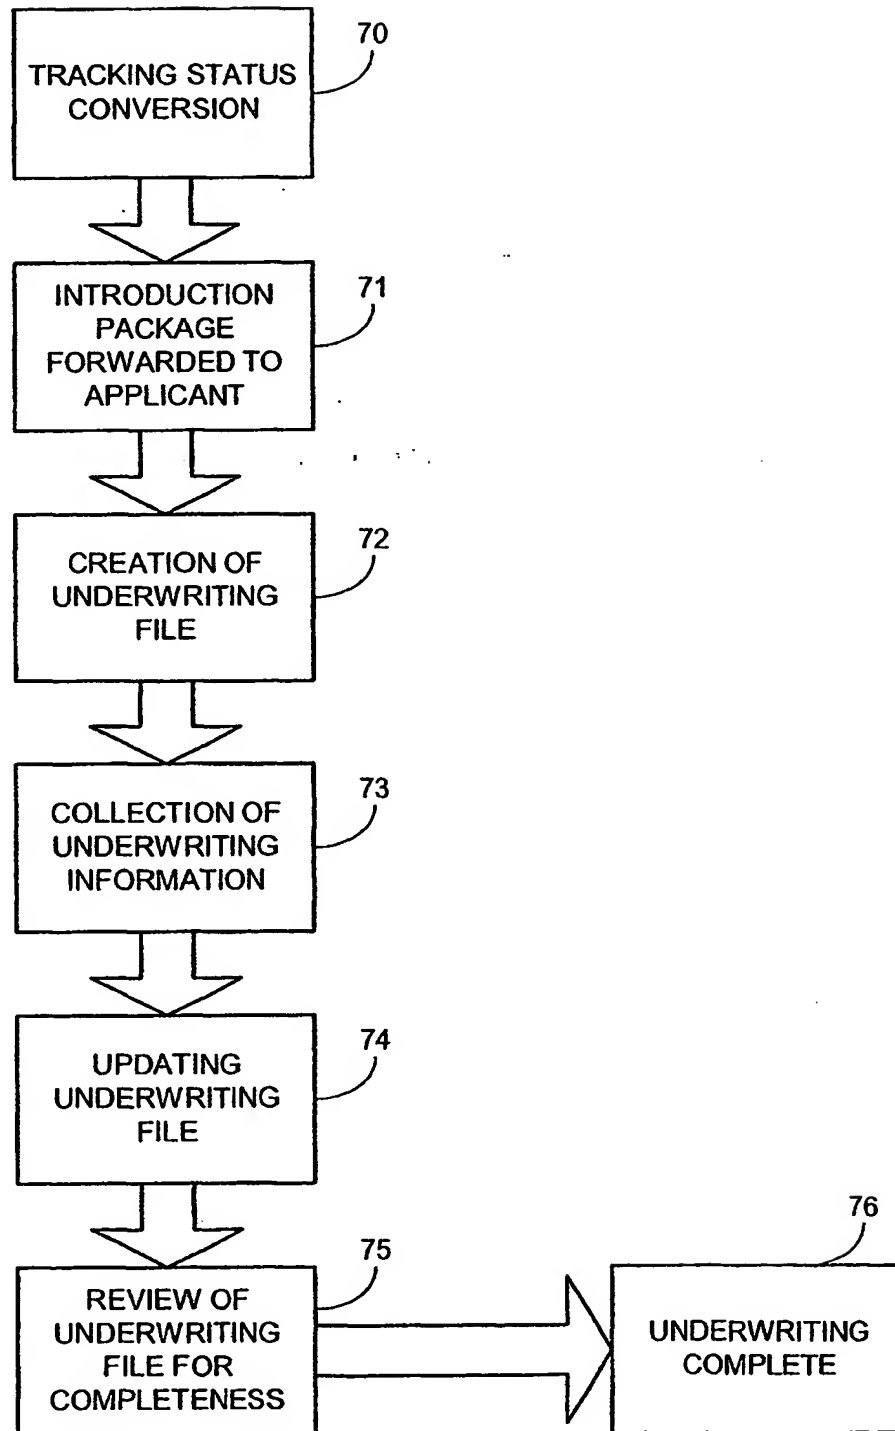 70
TRACKING STATUS
CONVERSION
71
INTRODUCTION
PACKAGE
FORWARDED TO
APPLICANT
72
CREATION OF
UNDERWRITING
FILE
73
COLLECTION OF
UNDERWRITING
INFORMATION
74
UPDATING
UNDERWRITING
FILE
75
REVIEW OF
UNDERWRITING
FILE FOR
COMPLETENESS
76
UNDERWRITING
COMPLETE